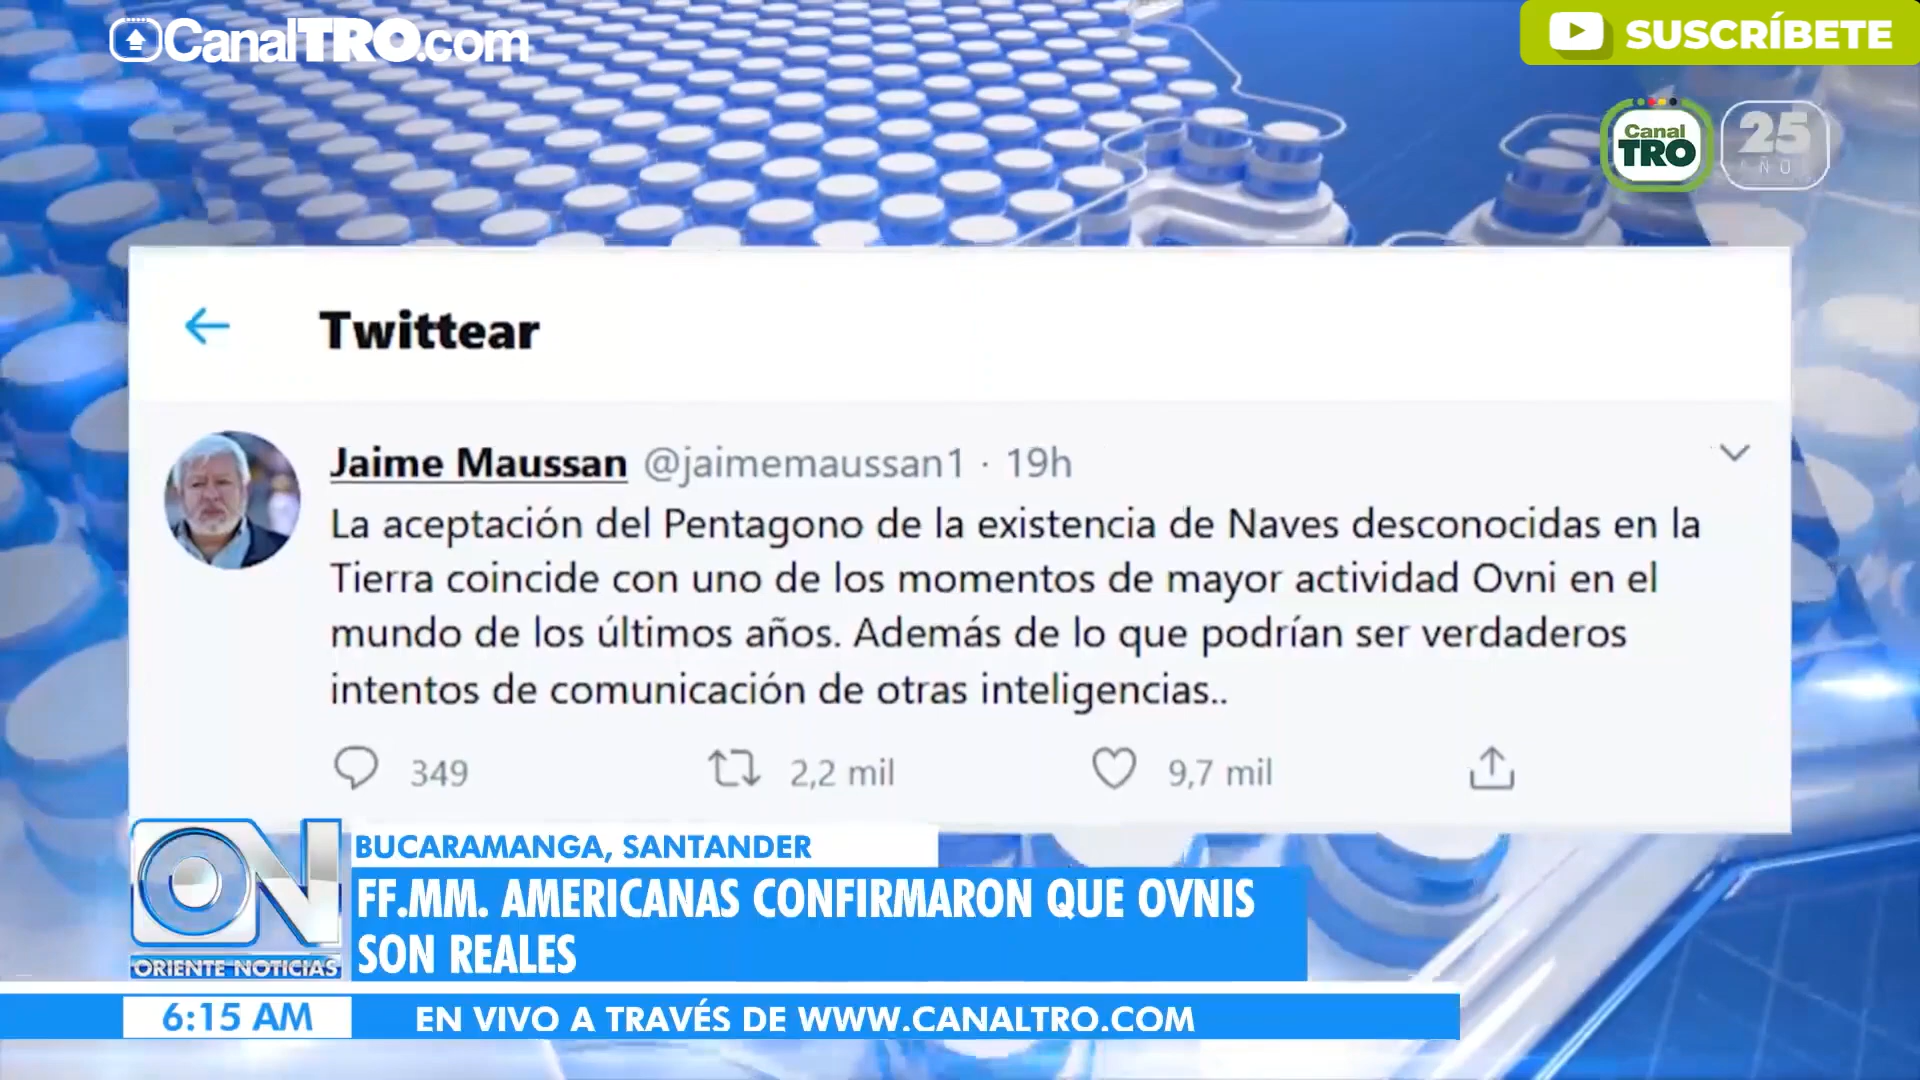 CanalTRO.com
SUSCRÍBETE
Canal
TRO
25
AÑOS
Twittear
Jaime Maussan @jaimemaussan1 · 19h
La aceptación del Pentagono de la existencia de Naves desconocidas en la
Tierra coincide con uno de los momentos de mayor actividad Ovni en el
mundo de los últimos años. Además de lo que podrían ser verdaderos
intentos de comunicación de otras inteligencias..
349 2,2 mil 9,7 mil
ON
ORIENTE NOTICIAS
BUCARAMANGA, SANTANDER
FF.MM. AMERICANAS CONFIRMARON QUE OVNIS
SON REALES
6:15 AM EN VIVO A TRAVÉS DE WWW.CANALTRO.COM